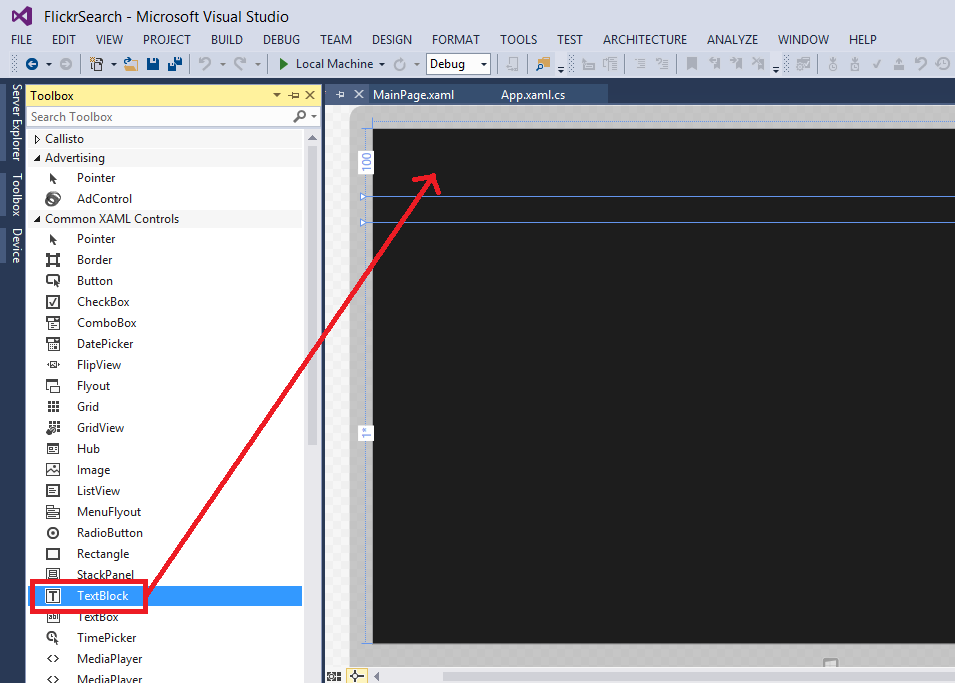 FlickrSearch - Microsoft Visual Studio
FILE EDIT VIEW PROJECT BUILD DEBUG TEAM DESIGN FORMAT TOOLS TEST ARCHITECTURE ANALYZE WINDOW HELP
Local Machine Debug
Server Explorer
Toolbox
Device
Toolbox
MainPage.xaml App.xaml.cs
Search Toolbox
Callisto
Advertising
Pointer
AdControl
Common XAML Controls
Pointer
Border
Button
CheckBox
ComboBox
DatePicker
FlipView
Flyout
Grid
GridView
Hub
Image
ListView
MenuFlyout
RadioButton
Rectangle
StackPanel
TextBlock
TextBox
TimePicker
MediaPlayer
MediaPlayer
100
1*